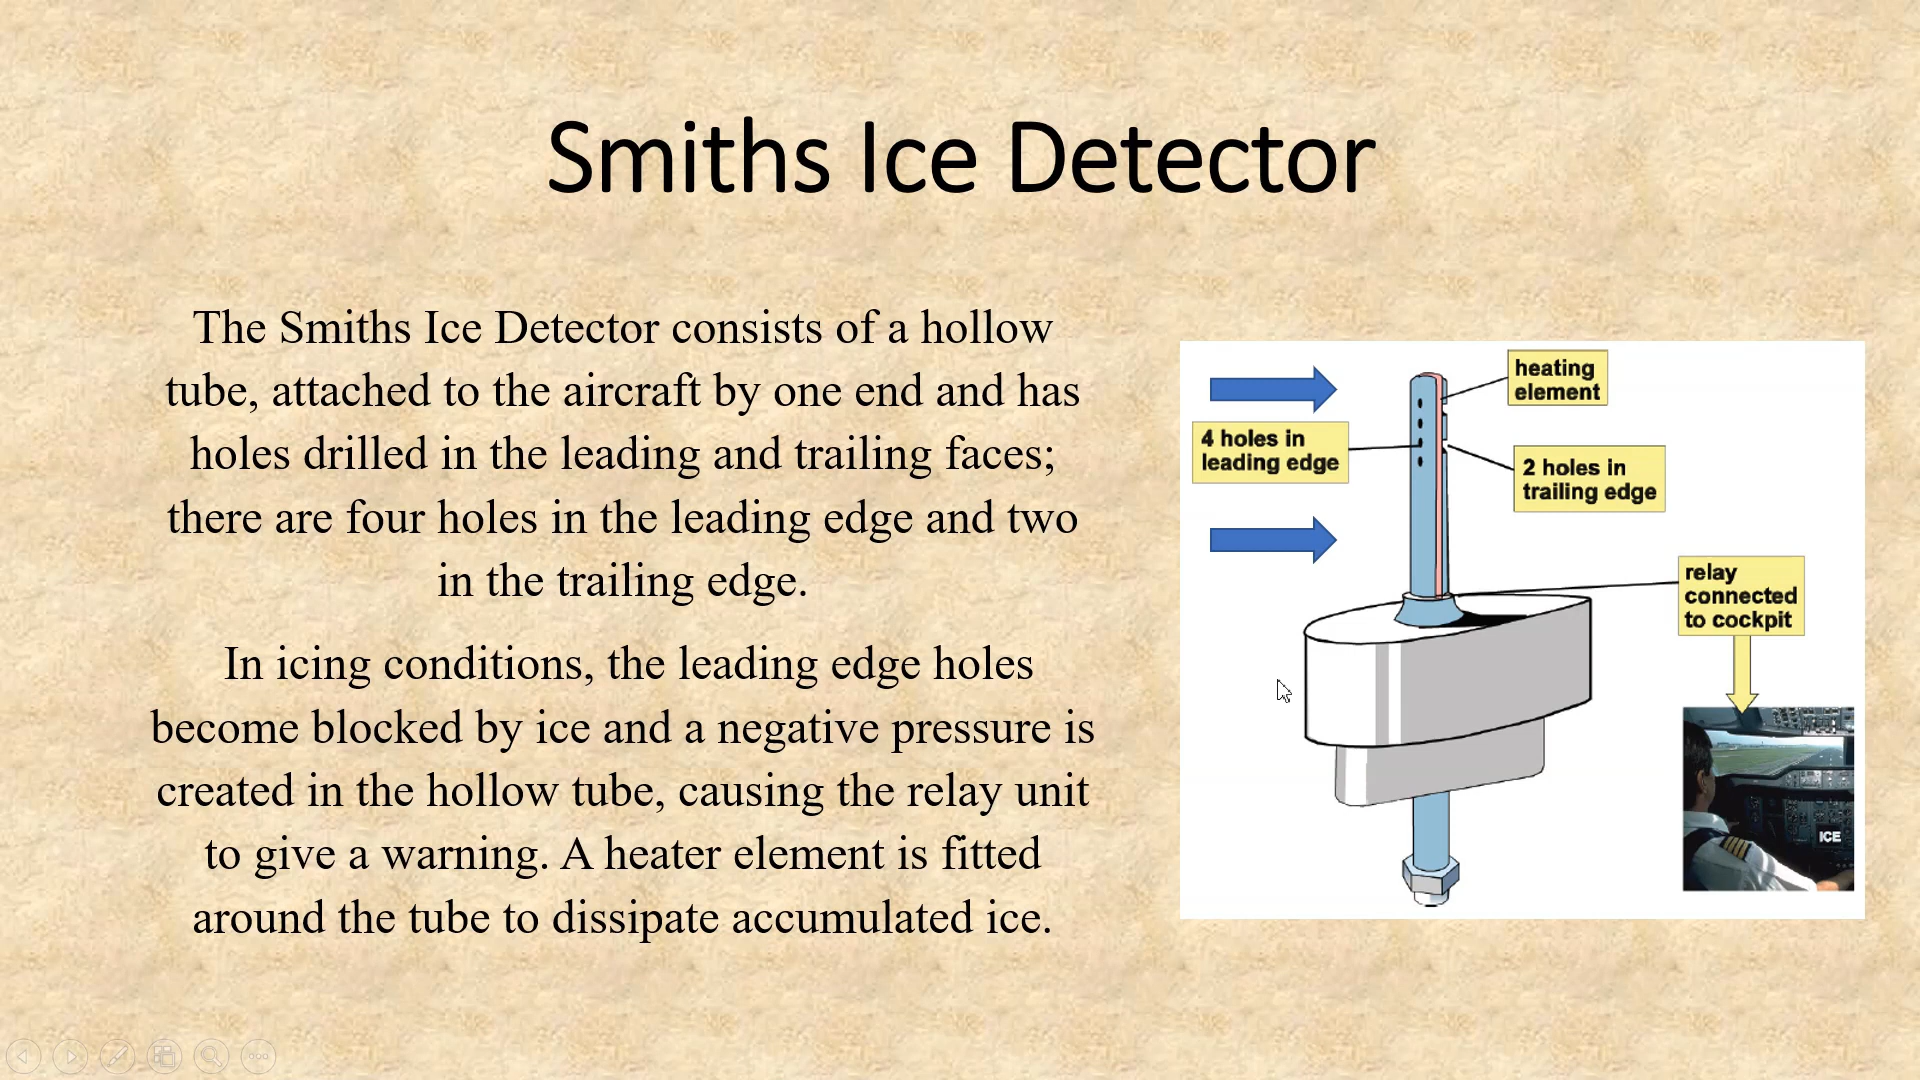 Smiths Ice Detector
The Smiths Ice Detector consists of a hollow
tube, attached to the aircraft by one end and has
holes drilled in the leading and trailing faces;
there are four holes in the leading edge and two
in the trailing edge.
In icing conditions, the leading edge holes
become blocked by ice and a negative pressure is
created in the hollow tube, causing the relay unit
to give a warning. A heater element is fitted
around the tube to dissipate accumulated ice.
heating
element
4 holes in
leading edge
2 holes in
trailing edge
relay
connected
to cockpit
ICE